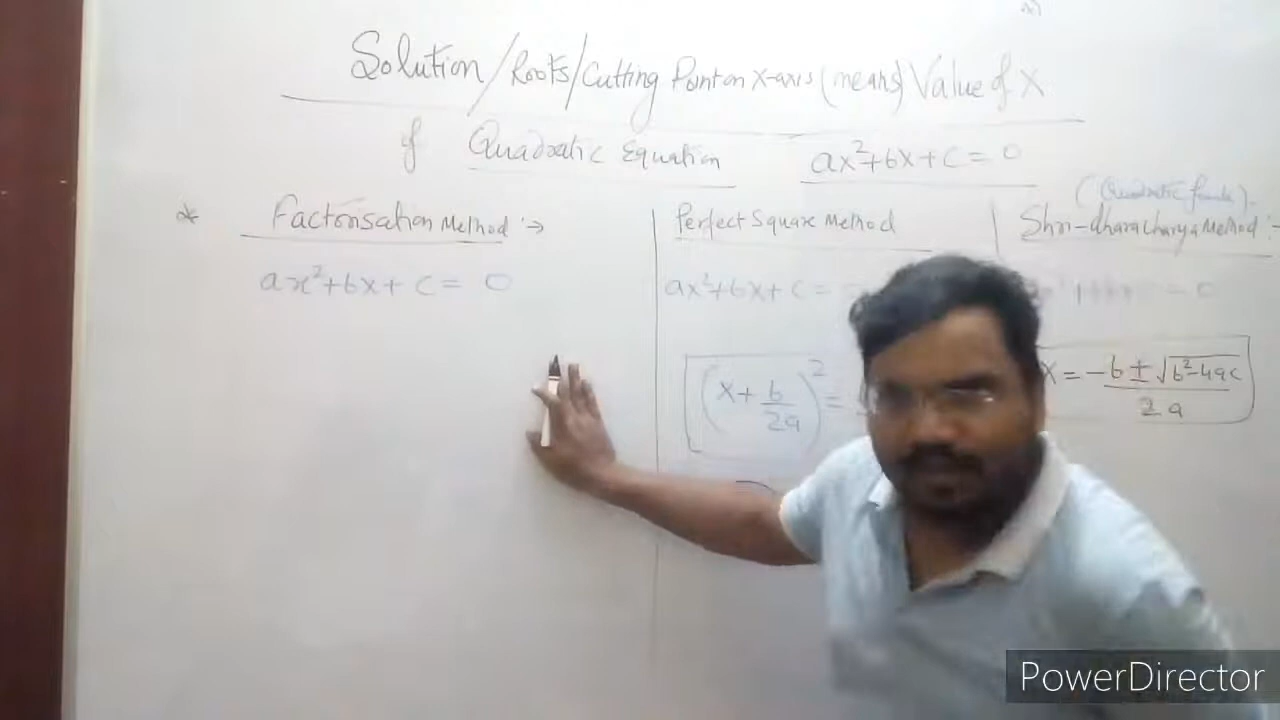 Solution/Roots/Cutting Point on X-axis (means) Value of X
of Quadratic Equation ax²+bx+c=0
(Quadratic formula).
* Factorisation Method :→
Perfect Square Method
Shri-dharacharya Method :-
ax²+bx+c=0
ax²+bx+c=
= 0
(x+b/2a)²=
x = -b ± √b²-4ac / 2a
PowerDirector